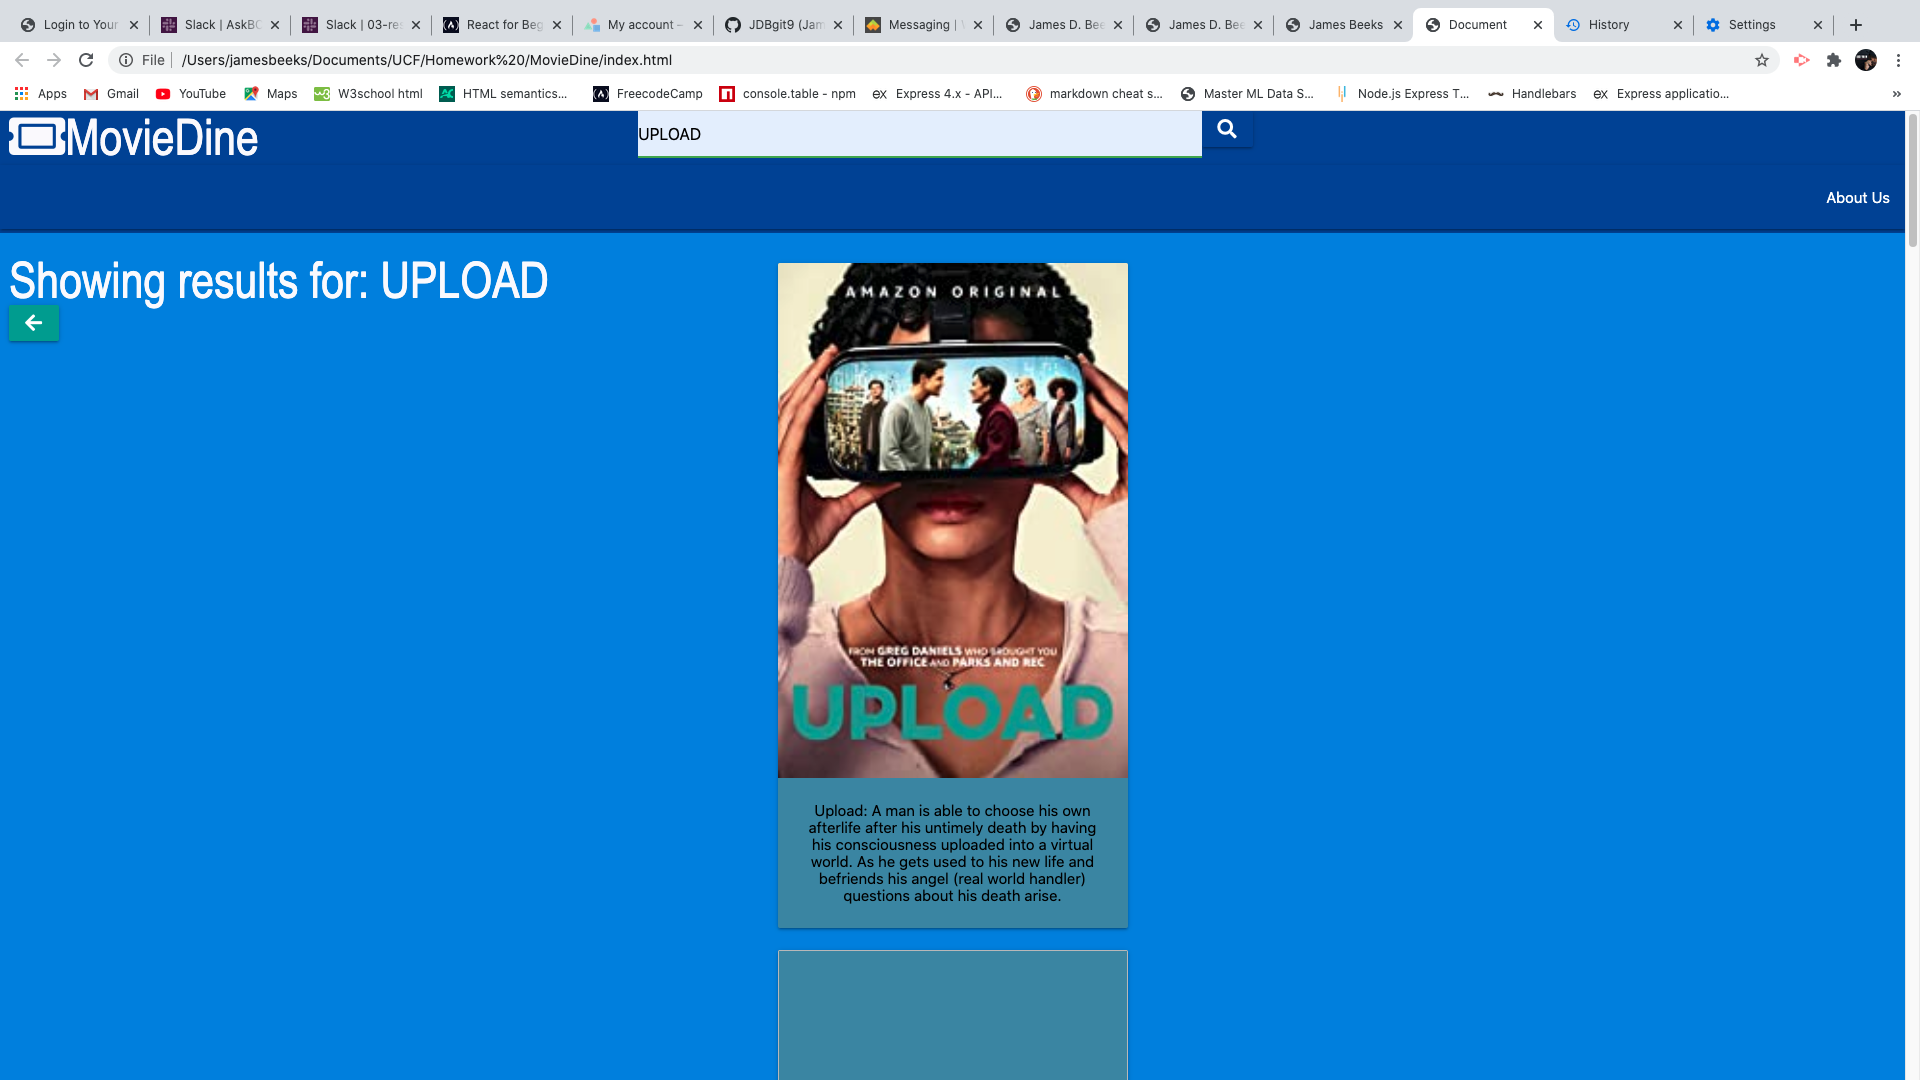 Login to Your
Slack | AskBC
Slack | 03-re
React for Beg
My account –
JDBgit9 (Jam
Messaging |
James D. Bee
James D. Bee
James Beeks
Document
History
Settings
File | /Users/jamesbeeks/Documents/UCF/Homework%20/MovieDine/index.html
Apps
Gmail
YouTube
Maps
W3school html
HTML semantics...
FreecodeCamp
console.table - npm
Express 4.x - API...
markdown cheat s...
Master ML Data S...
Node.js Express T...
Handlebars
Express applicatio...
»
MovieDine
UPLOAD
About Us
Showing results for: UPLOAD
AMAZON ORIGINAL
FROM GREG DANIELS WHO BROUGHT YOU
THE OFFICE AND PARKS AND REC
UPLOAD
Upload: A man is able to choose his own
afterlife after his untimely death by having
his consciousness uploaded into a virtual
world. As he gets used to his new life and
befriends his angel (real world handler)
questions about his death arise.